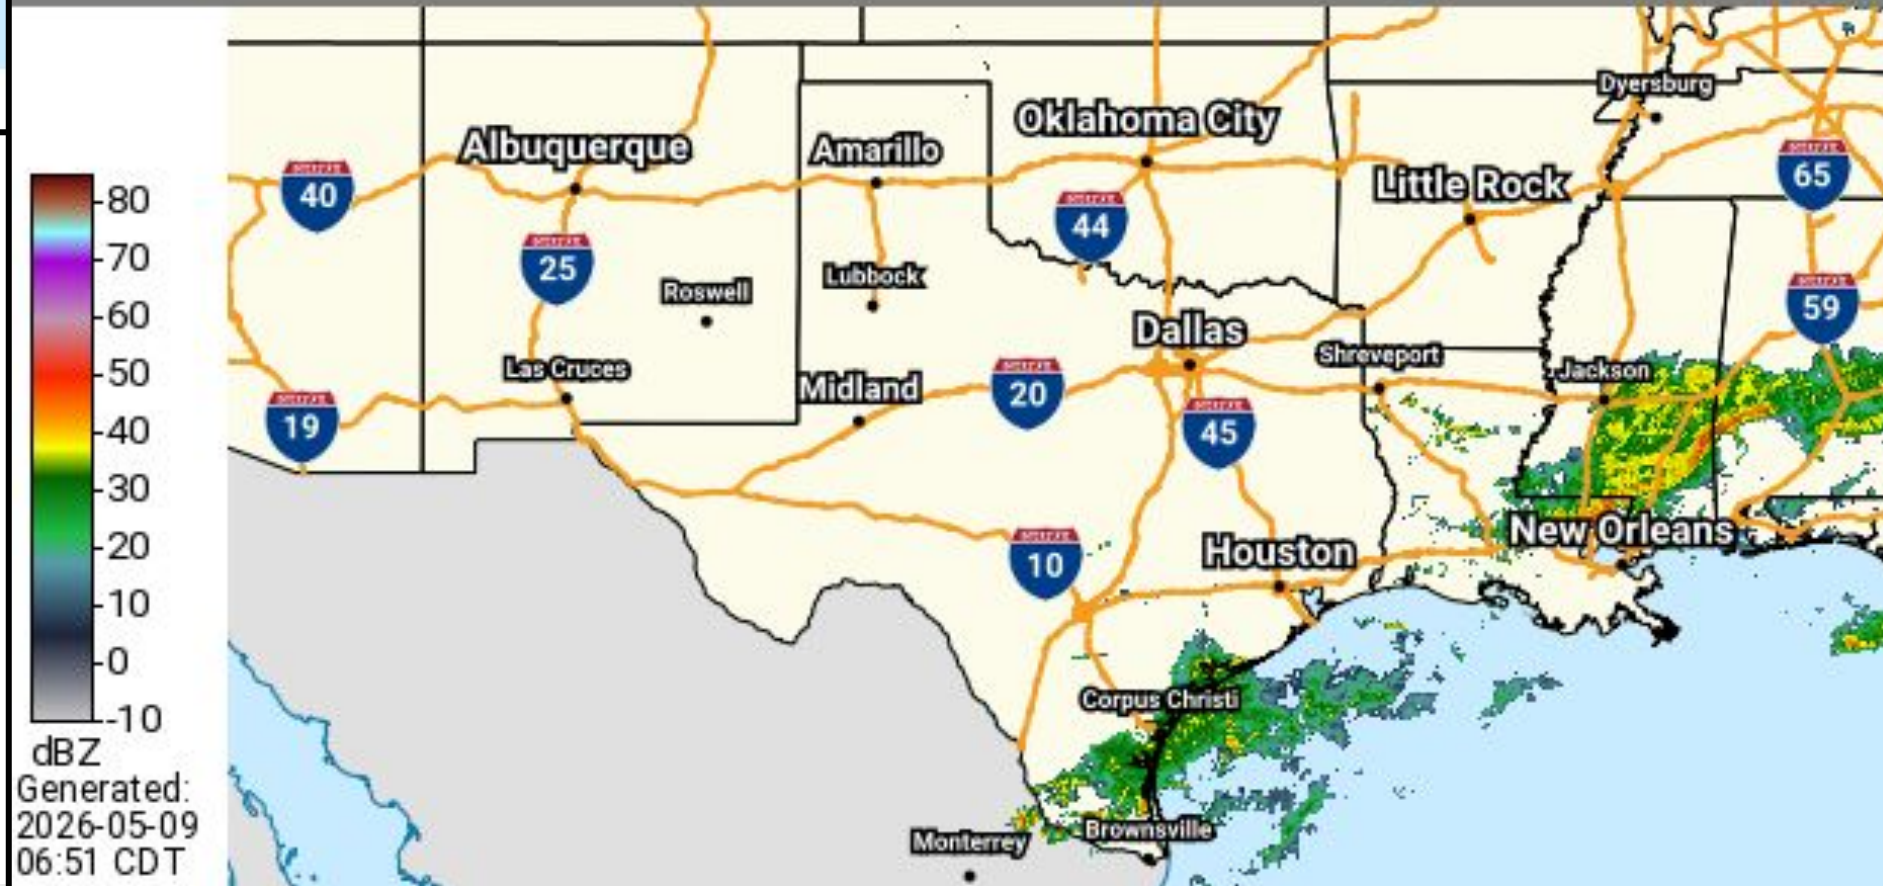 Dyersburg
Oklahoma City
Albuquerque
Amarillo
65
40
Little Rock
80
44
70
25
Lubbock
Roswell
59
60
Dallas
Shreveport
Las Cruces
Jackson
50
Midland
20
19
45
40
30
New Orleans
20
Houston
10
10
0
Corpus Christi
-10
dBZ
Generated:
2026-05-09
Brownsville
Monterrey
06:51 CDT